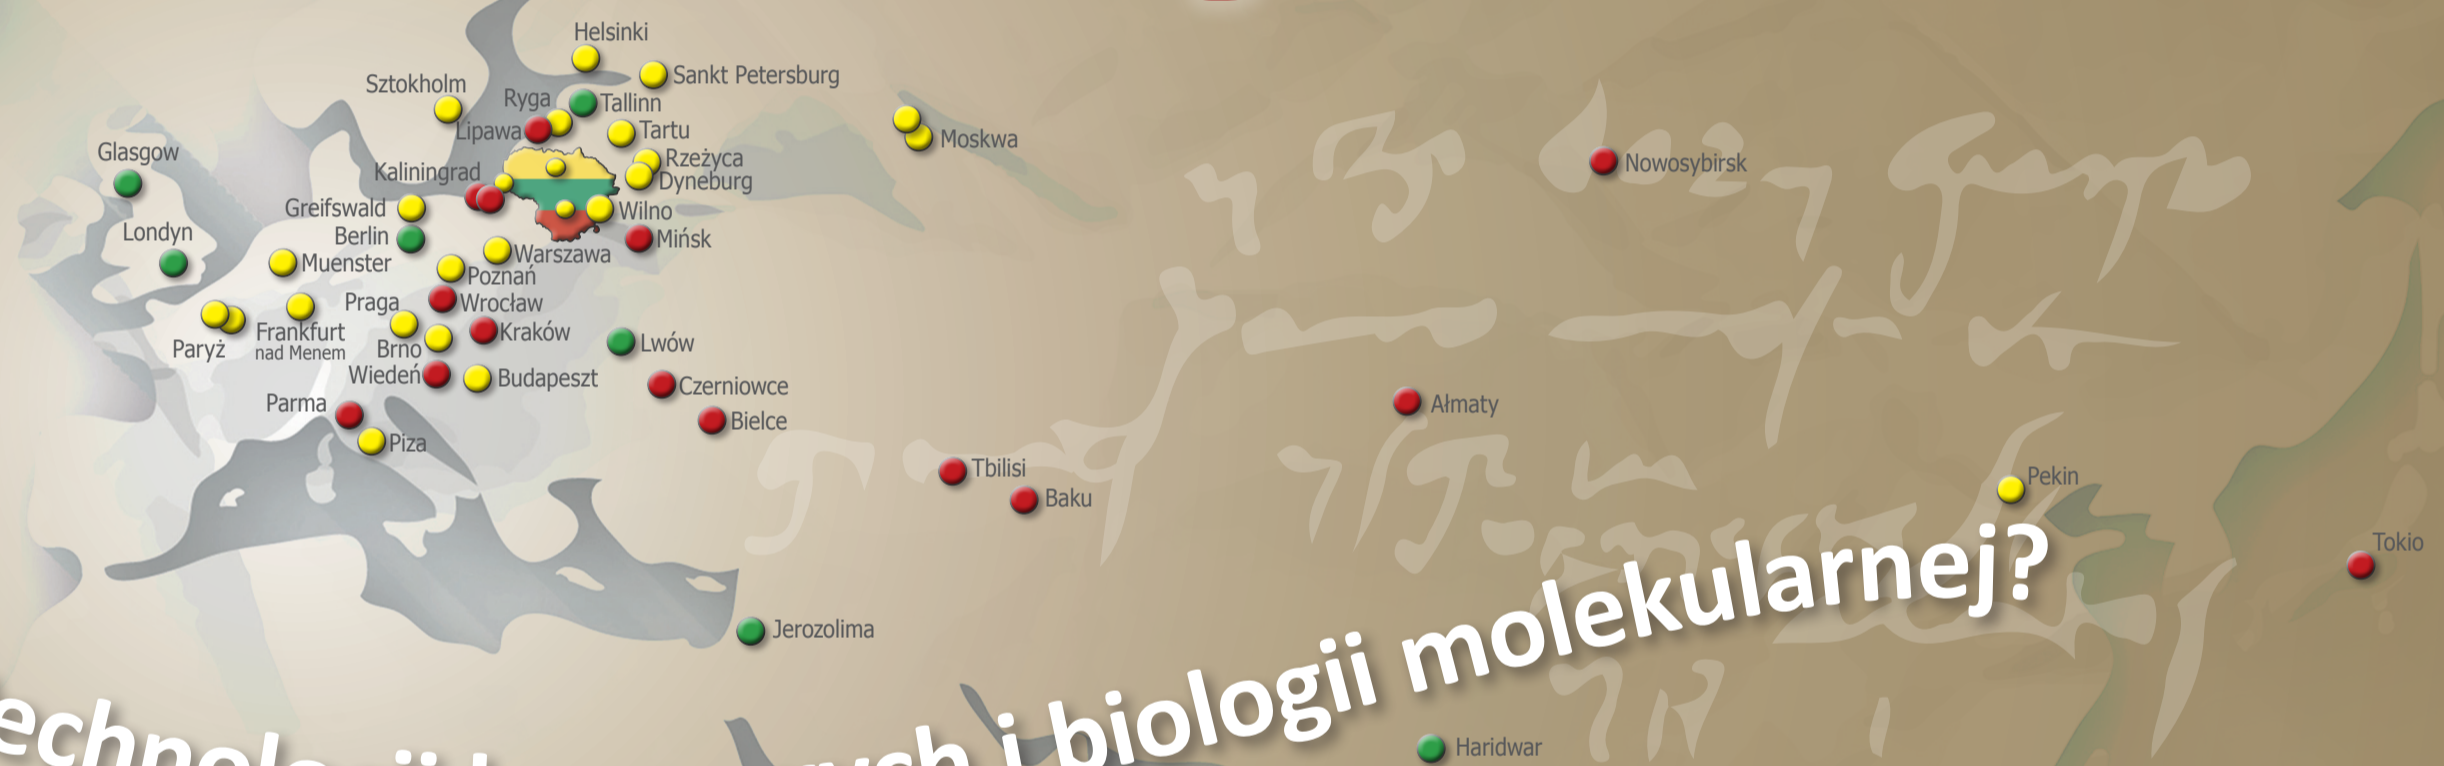 Helsinki
Sankt Petersburg
Sztokholm
Ryga
Tallinn
Lipawa
Tartu
Moskwa
Glasgow
Rzeżyca
Nowosybirsk
Kaliningrad
Dyneburg
Greifswald
Wilno
Londyn
Berlin
Mińsk
Warszawa
Muenster
Poznań
Praga
Wrocław
Frankfurt
nad Menem
Kraków
Paryż
Brno
Lwów
Wiedeń
Budapeszt
Czerniowce
Parma
Ałmaty
Bielce
Piza
Tbilisi
Pekin
Baku
Tokio
Jerozolima
i biologii molekularnej?
Haridwar